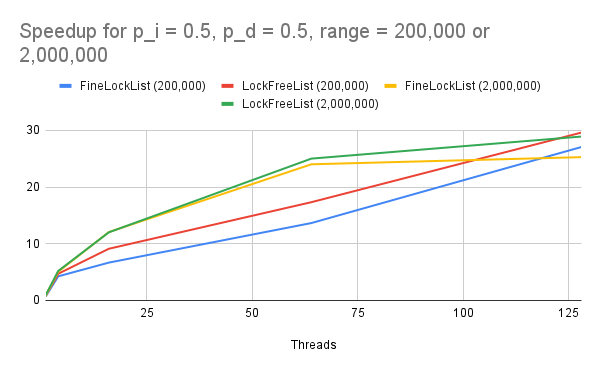 Speedup for p_i = 0.5, p_d = 0.5, range = 200,000 or
2,000,000
FineLockList (200,000) LockFreeList (200,000) FineLockList (2,000,000)
LockFreeList (2,000,000)
30
20
10
0
25 50 75 100 125
Threads